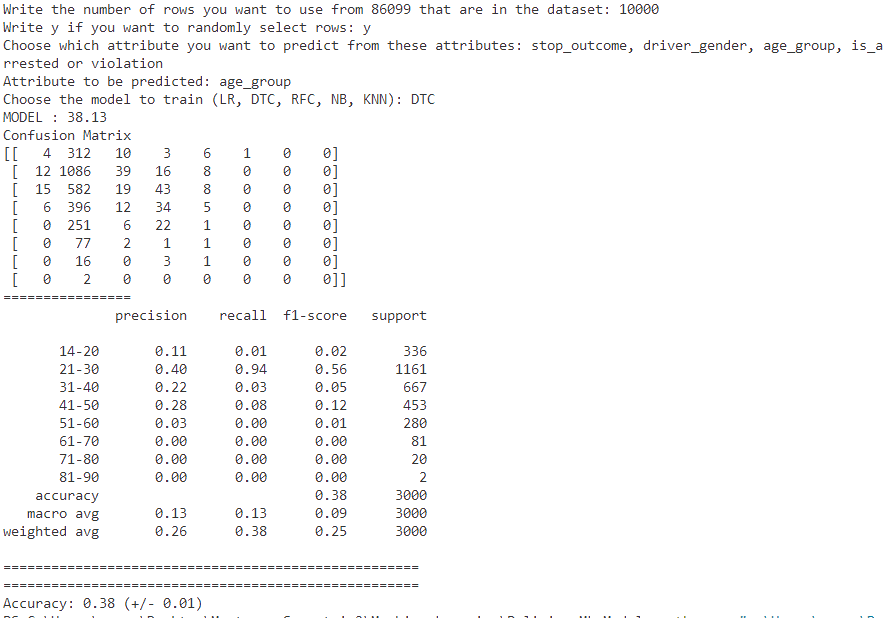 Write the number of rows you want to use from 86099 that are in the dataset: 10000
Write y if you want to randomly select rows: y
Choose which attribute you want to predict from these attributes: stop_outcome, driver_gender, age_group, is_a
rrested or violation
Attribute to be predicted: age_group
Choose the model to train (LR, DTC, RFC, NB, KNN): DTC
MODEL : 38.13
Confusion Matrix
[[   4  312   10    3    6    1    0    0]
 [  12 1086   39   16    8    0    0    0]
 [  15  582   19   43    8    0    0    0]
 [   6  396   12   34    5    0    0    0]
 [   0  251    6   22    1    0    0    0]
 [   0   77    2    1    1    0    0    0]
 [   0   16    0    3    1    0    0    0]
 [   0    2    0    0    0    0    0    0]]
================
              precision    recall  f1-score   support
       14-20       0.11      0.01      0.02       336
       21-30       0.40      0.94      0.56      1161
       31-40       0.22      0.03      0.05       667
       41-50       0.28      0.08      0.12       453
       51-60       0.03      0.00      0.01       280
       61-70       0.00      0.00      0.00        81
       71-80       0.00      0.00      0.00        20
       81-90       0.00      0.00      0.00         2
    accuracy                           0.38      3000
   macro avg       0.13      0.13      0.09      3000
weighted avg       0.26      0.38      0.25      3000
====================================================
====================================================
Accuracy: 0.38 (+/- 0.01)